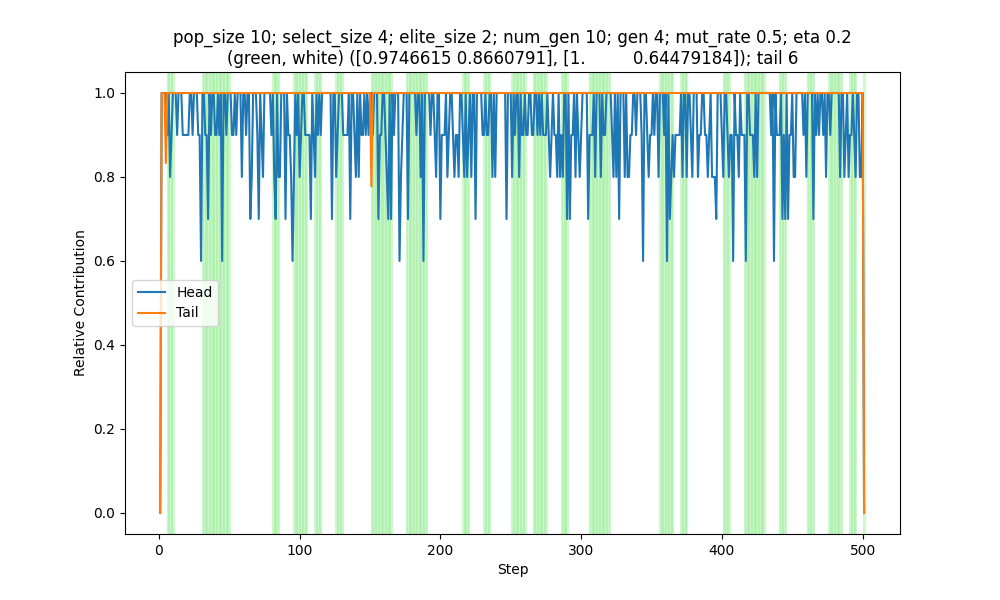 pop_size 10; select_size 4; elite_size 2; num_gen 10; gen 4; mut_rate 0.5; eta 0.2
(green, white) ([0.9746615 0.8660791], [1.         0.64479184]); tail 6
1.0
0.8
0.6
0.4
0.2
0.0
Relative Contribution
Head
Tail
0
100
200
300
400
500
Step